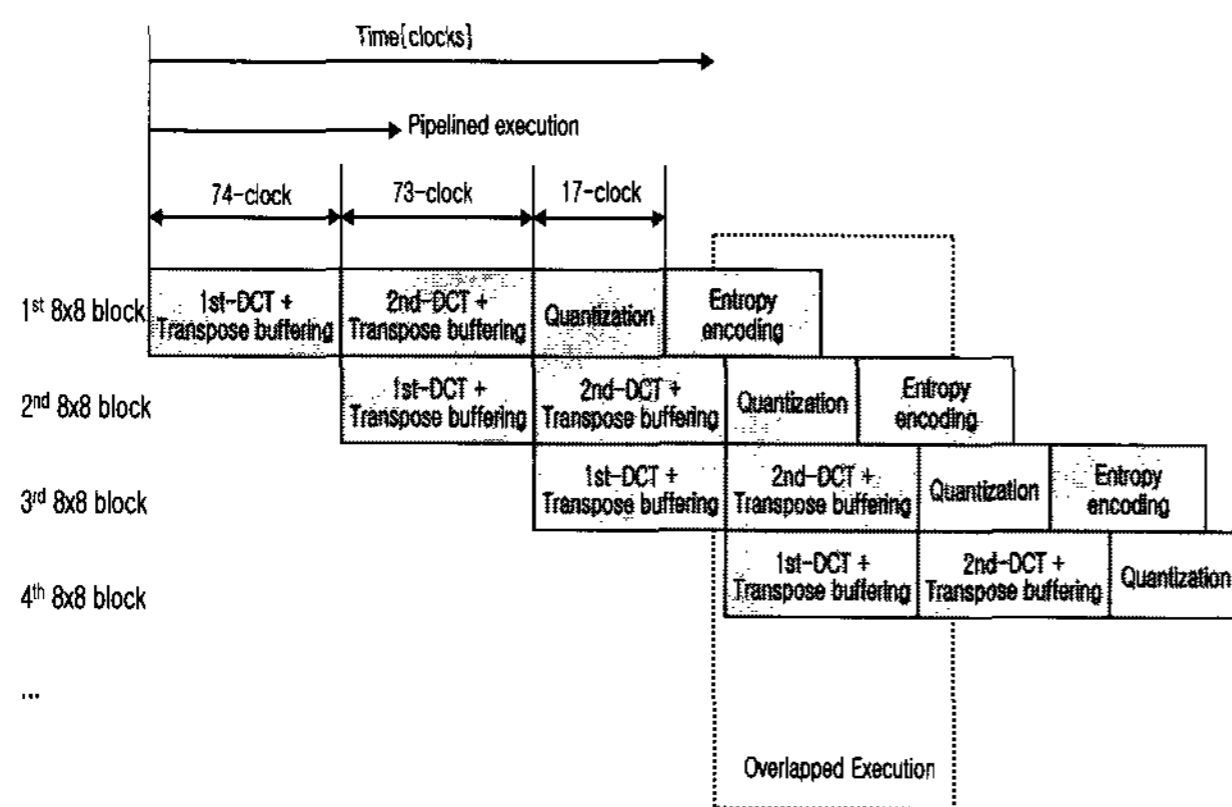 Time(clocks)
Pipelined execution
74-clock 73-clock 17-clock
1st 8x8 block
1st-DCT +
Transpose buffering
2nd-DCT +
Transpose buffering
Quantization
Entropy
encoding
2nd 8x8 block
1st-DCT +
Transpose buffering
2nd-DCT +
Transpose buffering
Quantization
Entropy
encoding
3rd 8x8 block
1st-DCT +
Transpose buffering
2nd-DCT +
Transpose buffering
Quantization
Entropy
encoding
4th 8x8 block
1st-DCT +
Transpose buffering
2nd-DCT +
Transpose buffering
Quantization
...
Overlapped Execution